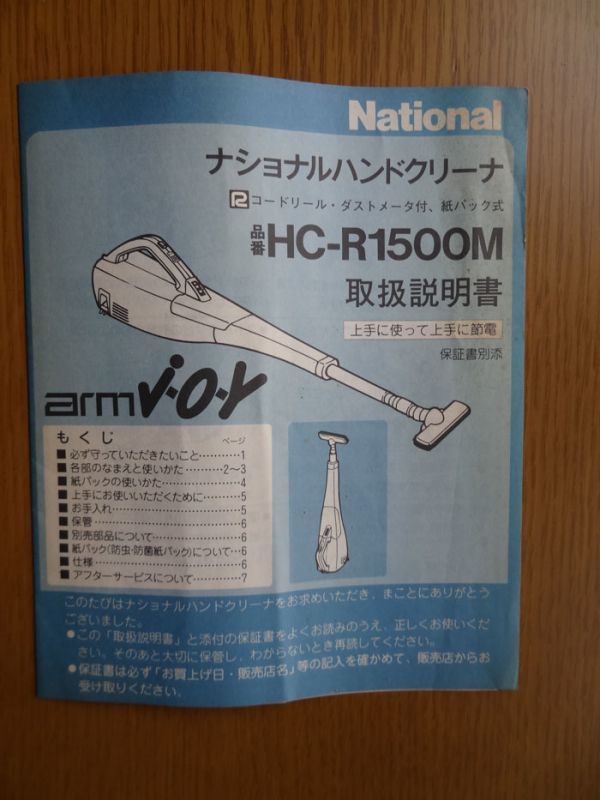 National
ナショナルハンドクリーナ
コードリール・ダストメータ付、紙パック式
品番 HC-R1500M
取扱説明書
上手に使って上手に節電
保証書別添
arm J・O・Y
もくじ ページ
■必ず守っていただきたいこと…………1
■各部のなまえと使いかた………2〜3
■紙パックの使いかた……………………4
■上手にお使いいただくために…………5
■お手入れ…………………………………5
■保管………………………………………6
■別売部品について………………………6
■紙パック(防虫・防菌紙パック)について…6
■仕様………………………………………6
■アフターサービスについて……………7
このたびはナショナルハンドクリーナをお求めいただき、まことにありがとう
ございました。
●この「取扱説明書」と添付の保証書をよくお読みのうえ、正しくお使いくだ
さい。そのあと大切に保管し、わからないとき再読してください。
●保証書は必ず「お買上げ日・販売店名」等の記入を確かめて、販売店からお
受け取りください。